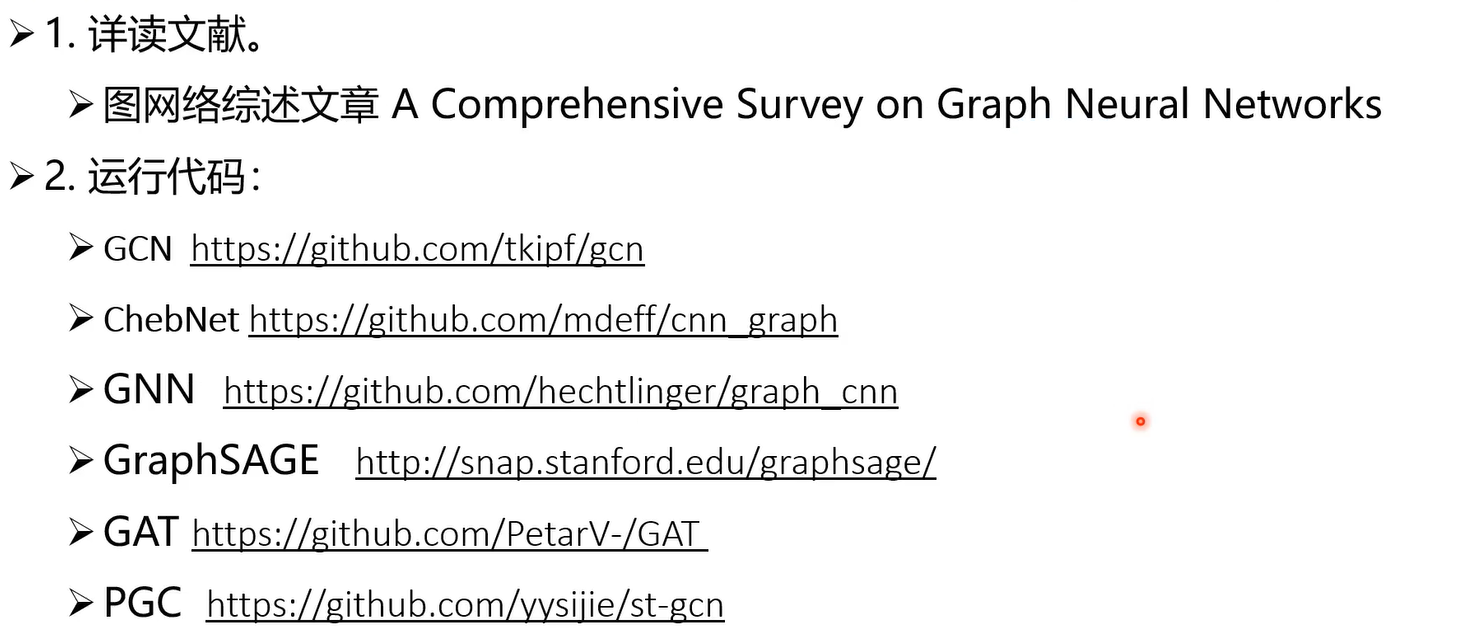 ➢ 1. 详读文献。
➢ 图网络综述文章 A Comprehensive Survey on Graph Neural Networks
➢ 2. 运行代码：
➢ GCN https://github.com/tkipf/gcn
➢ ChebNet https://github.com/mdeff/cnn_graph
➢ GNN https://github.com/hechtlinger/graph_cnn
➢ GraphSAGE http://snap.stanford.edu/graphsage/
➢ GAT https://github.com/PetarV-/GAT
➢ PGC https://github.com/yysijie/st-gcn